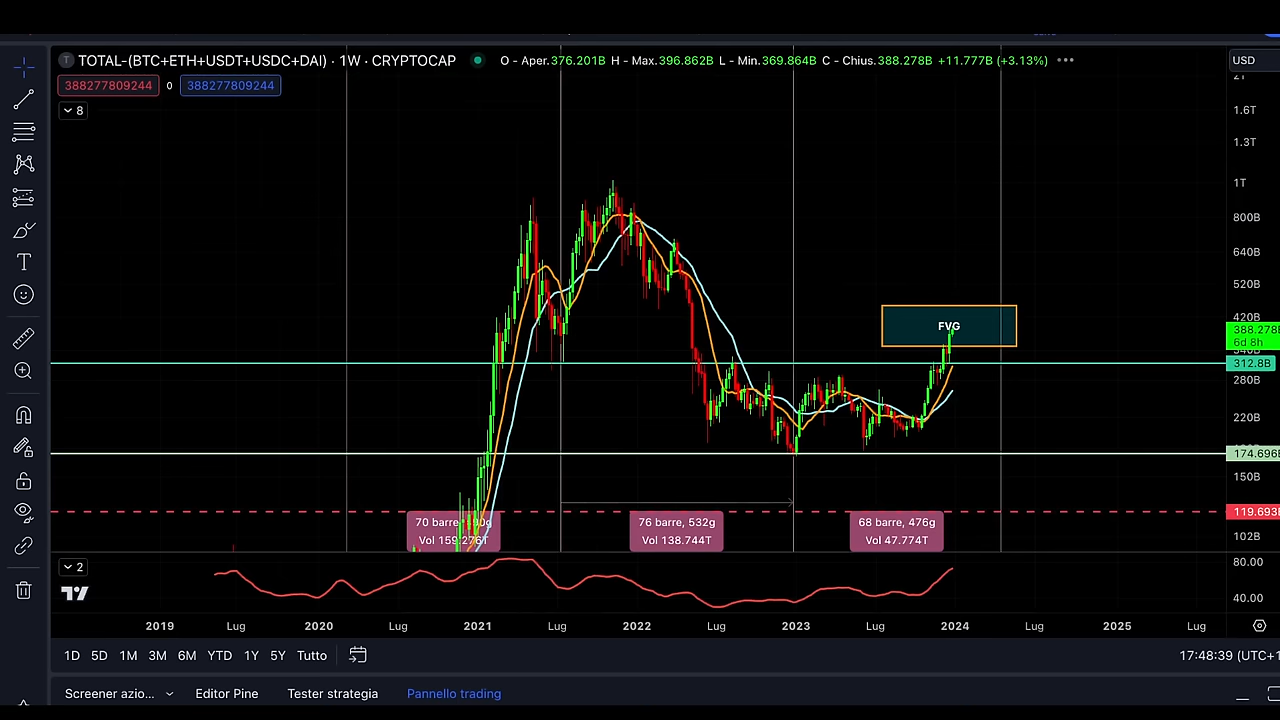 TOTAL-(BTC+ETH+USDT+USDC+DAI) · 1W · CRYPTOCAP O - Aper.376.201B H - Max.396.862B L - Min.369.864B C - Chius.388.278B +11.777B (+3.13%)
USD
388277809244 0 388277809244
8
1.6T
1.3T
1T
800B
640B
520B
420B
FVG
388.278B
6d 8h
312.8B
280B
220B
174.696B
150B
119.693B
70 barre,
Vol 159.276T
76 barre, 532g
Vol 138.744T
68 barre, 476g
Vol 47.774T
102B
2
80.00
40.00
2019 Lug 2020 Lug 2021 Lug 2022 Lug 2023 Lug 2024 Lug 2025 Lug
1D 5D 1M 3M 6M YTD 1Y 5Y Tutto
17:48:39 (UTC+1
Screener azio... Editor Pine Tester strategia Pannello trading